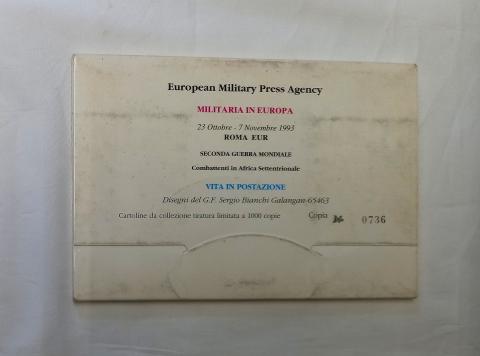 European Military Press Agency
MILITARIA IN EUROPA
23 Ottobre - 7 Novembre 1993
ROMA EUR
SECONDA GUERRA MONDIALE
Combattenti in Africa Settentrionale
VITA IN POSTAZIONE
Disegni del G.F. Sergio Bianchi Galangan-65463
Cartoline da collezione tiratura limitata a 1000 copie Copia 0736